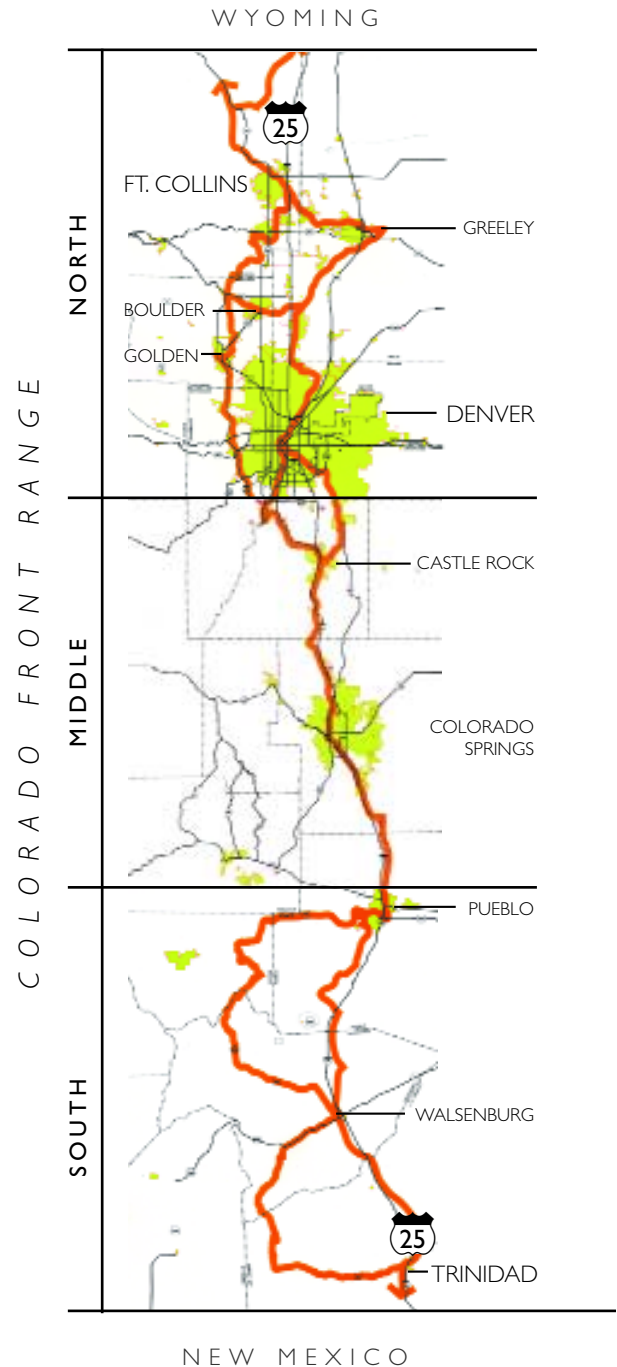 WYOMING
25
FT. COLLINS
GREELEY
NORTH
BOULDER
GOLDEN
DENVER
COLORADO FRONT RANGE
CASTLE ROCK
MIDDLE
COLORADO
SPRINGS
PUEBLO
SOUTH
WALSENBURG
25
TRINIDAD
NEW MEXICO